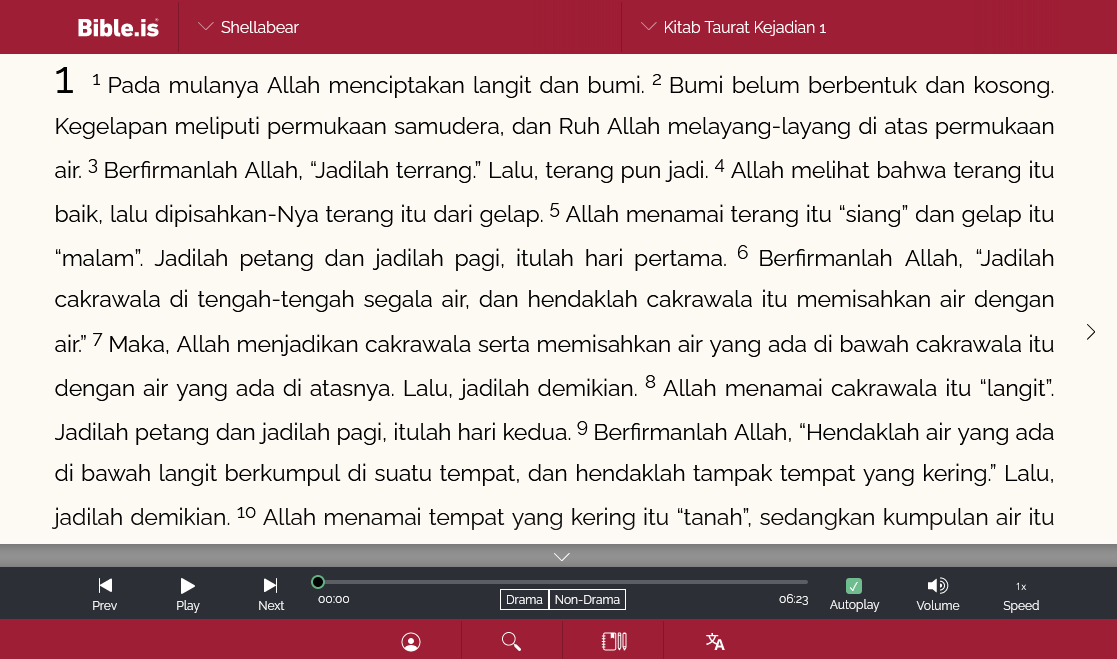 Bible.is
Shellabear
Kitab Taurat Kejadian 1
1 1 Pada mulanya Allah menciptakan langit dan bumi. 2 Bumi belum berbentuk dan kosong.
Kegelapan meliputi permukaan samudera, dan Ruh Allah melayang-layang di atas permukaan
air. 3 Berfirmanlah Allah, “Jadilah terrang.” Lalu, terang pun jadi. 4 Allah melihat bahwa terang itu
baik, lalu dipisahkan-Nya terang itu dari gelap. 5 Allah menamai terang itu “siang” dan gelap itu
“malam”. Jadilah petang dan jadilah pagi, itulah hari pertama. 6 Berfirmanlah Allah, “Jadilah
cakrawala di tengah-tengah segala air, dan hendaklah cakrawala itu memisahkan air dengan
air.” 7 Maka, Allah menjadikan cakrawala serta memisahkan air yang ada di bawah cakrawala itu
dengan air yang ada di atasnya. Lalu, jadilah demikian. 8 Allah menamai cakrawala itu “langit”.
Jadilah petang dan jadilah pagi, itulah hari kedua. 9 Berfirmanlah Allah, “Hendaklah air yang ada
di bawah langit berkumpul di suatu tempat, dan hendaklah tampak tempat yang kering.” Lalu,
jadilah demikian. 10 Allah menamai tempat yang kering itu “tanah”, sedangkan kumpulan air itu
Prev
Play
Next
00:00
Drama
Non-Drama
06:23
Autoplay
Volume
1x
Speed